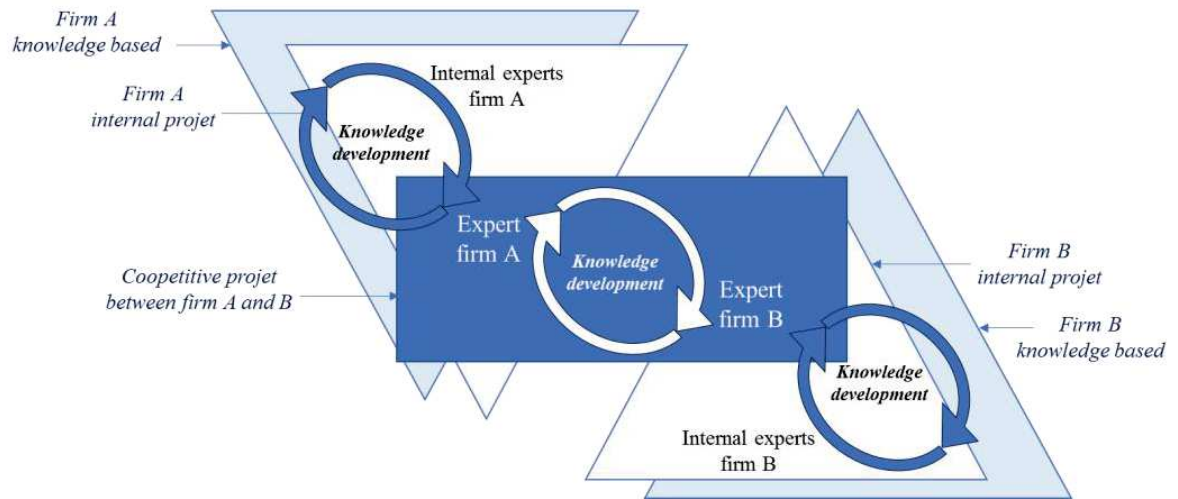 Firm A
knowledge based
Firm A
internal projet
Internal experts
firm A
Knowledge
development
Coopetitive projet
between firm A and B
Expert
firm A
Knowledge
development
Expert
firm B
Firm B
internal projet
Firm B
knowledge based
Knowledge
development
Internal experts
firm B